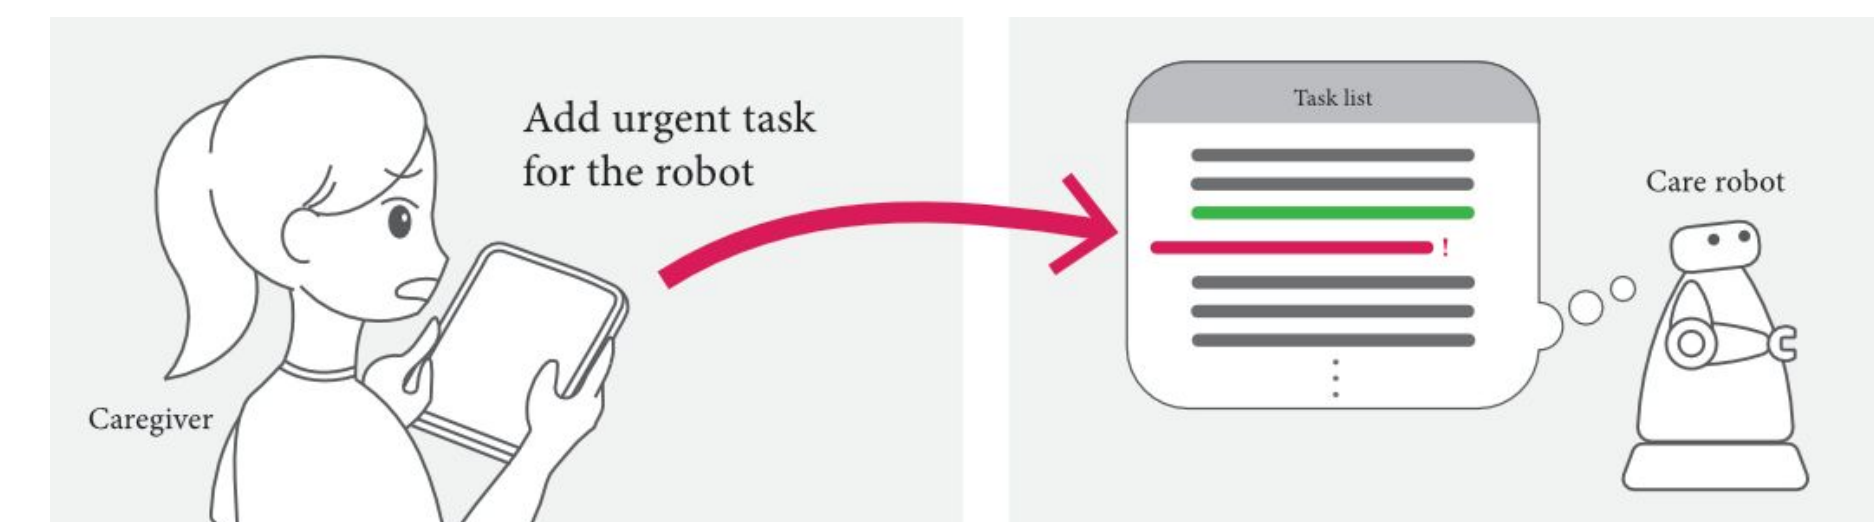 Add urgent task
for the robot
Caregiver
Task list
!
Care robot